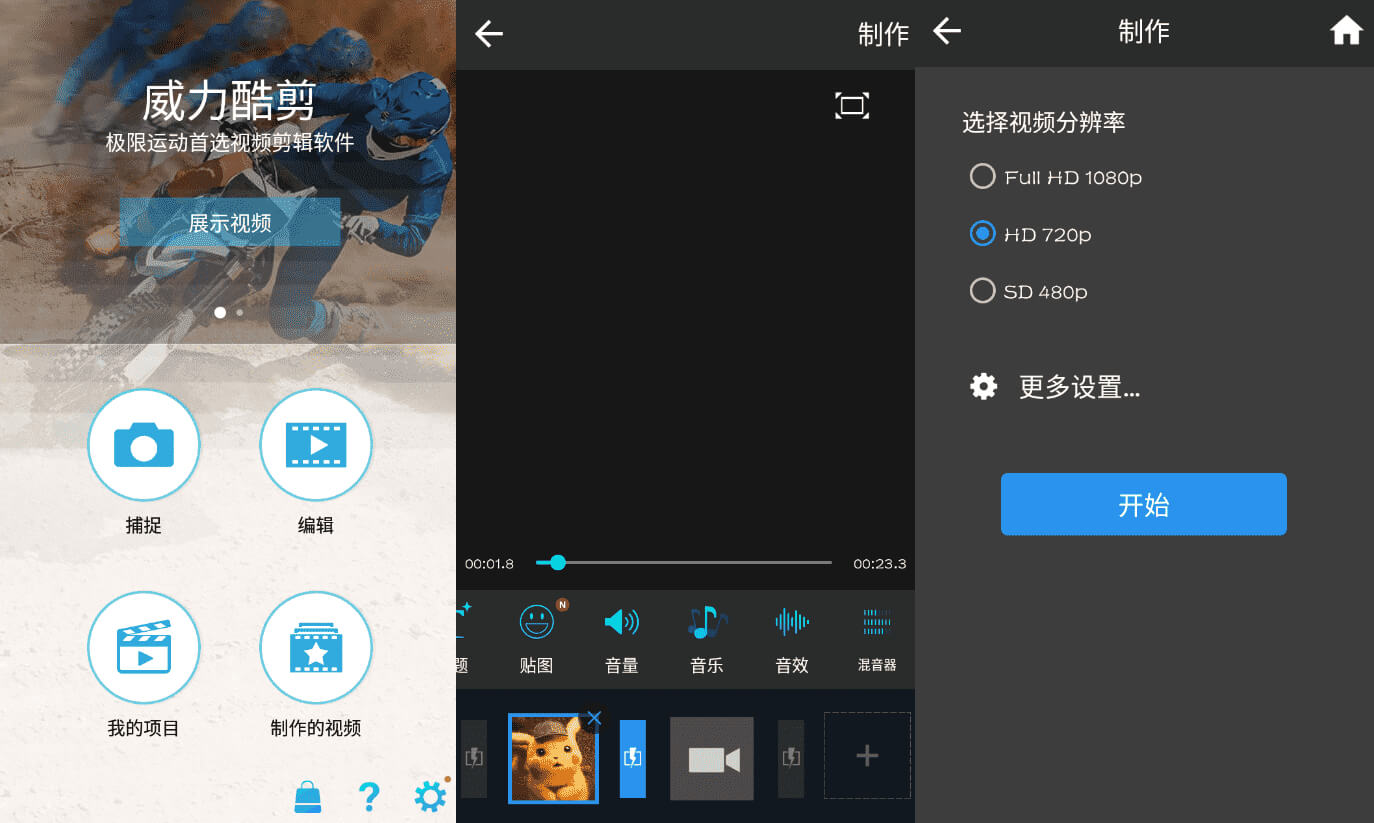 威力酷剪
极限运动首选视频剪辑软件
展示视频
捕捉
编辑
我的项目
制作的视频
制作
00:01.8
00:23.3
N
题
贴图
音量
音乐
音效
混音器
制作
选择视频分辨率
Full HD 1080p
HD 720p
SD 480p
更多设置...
开始